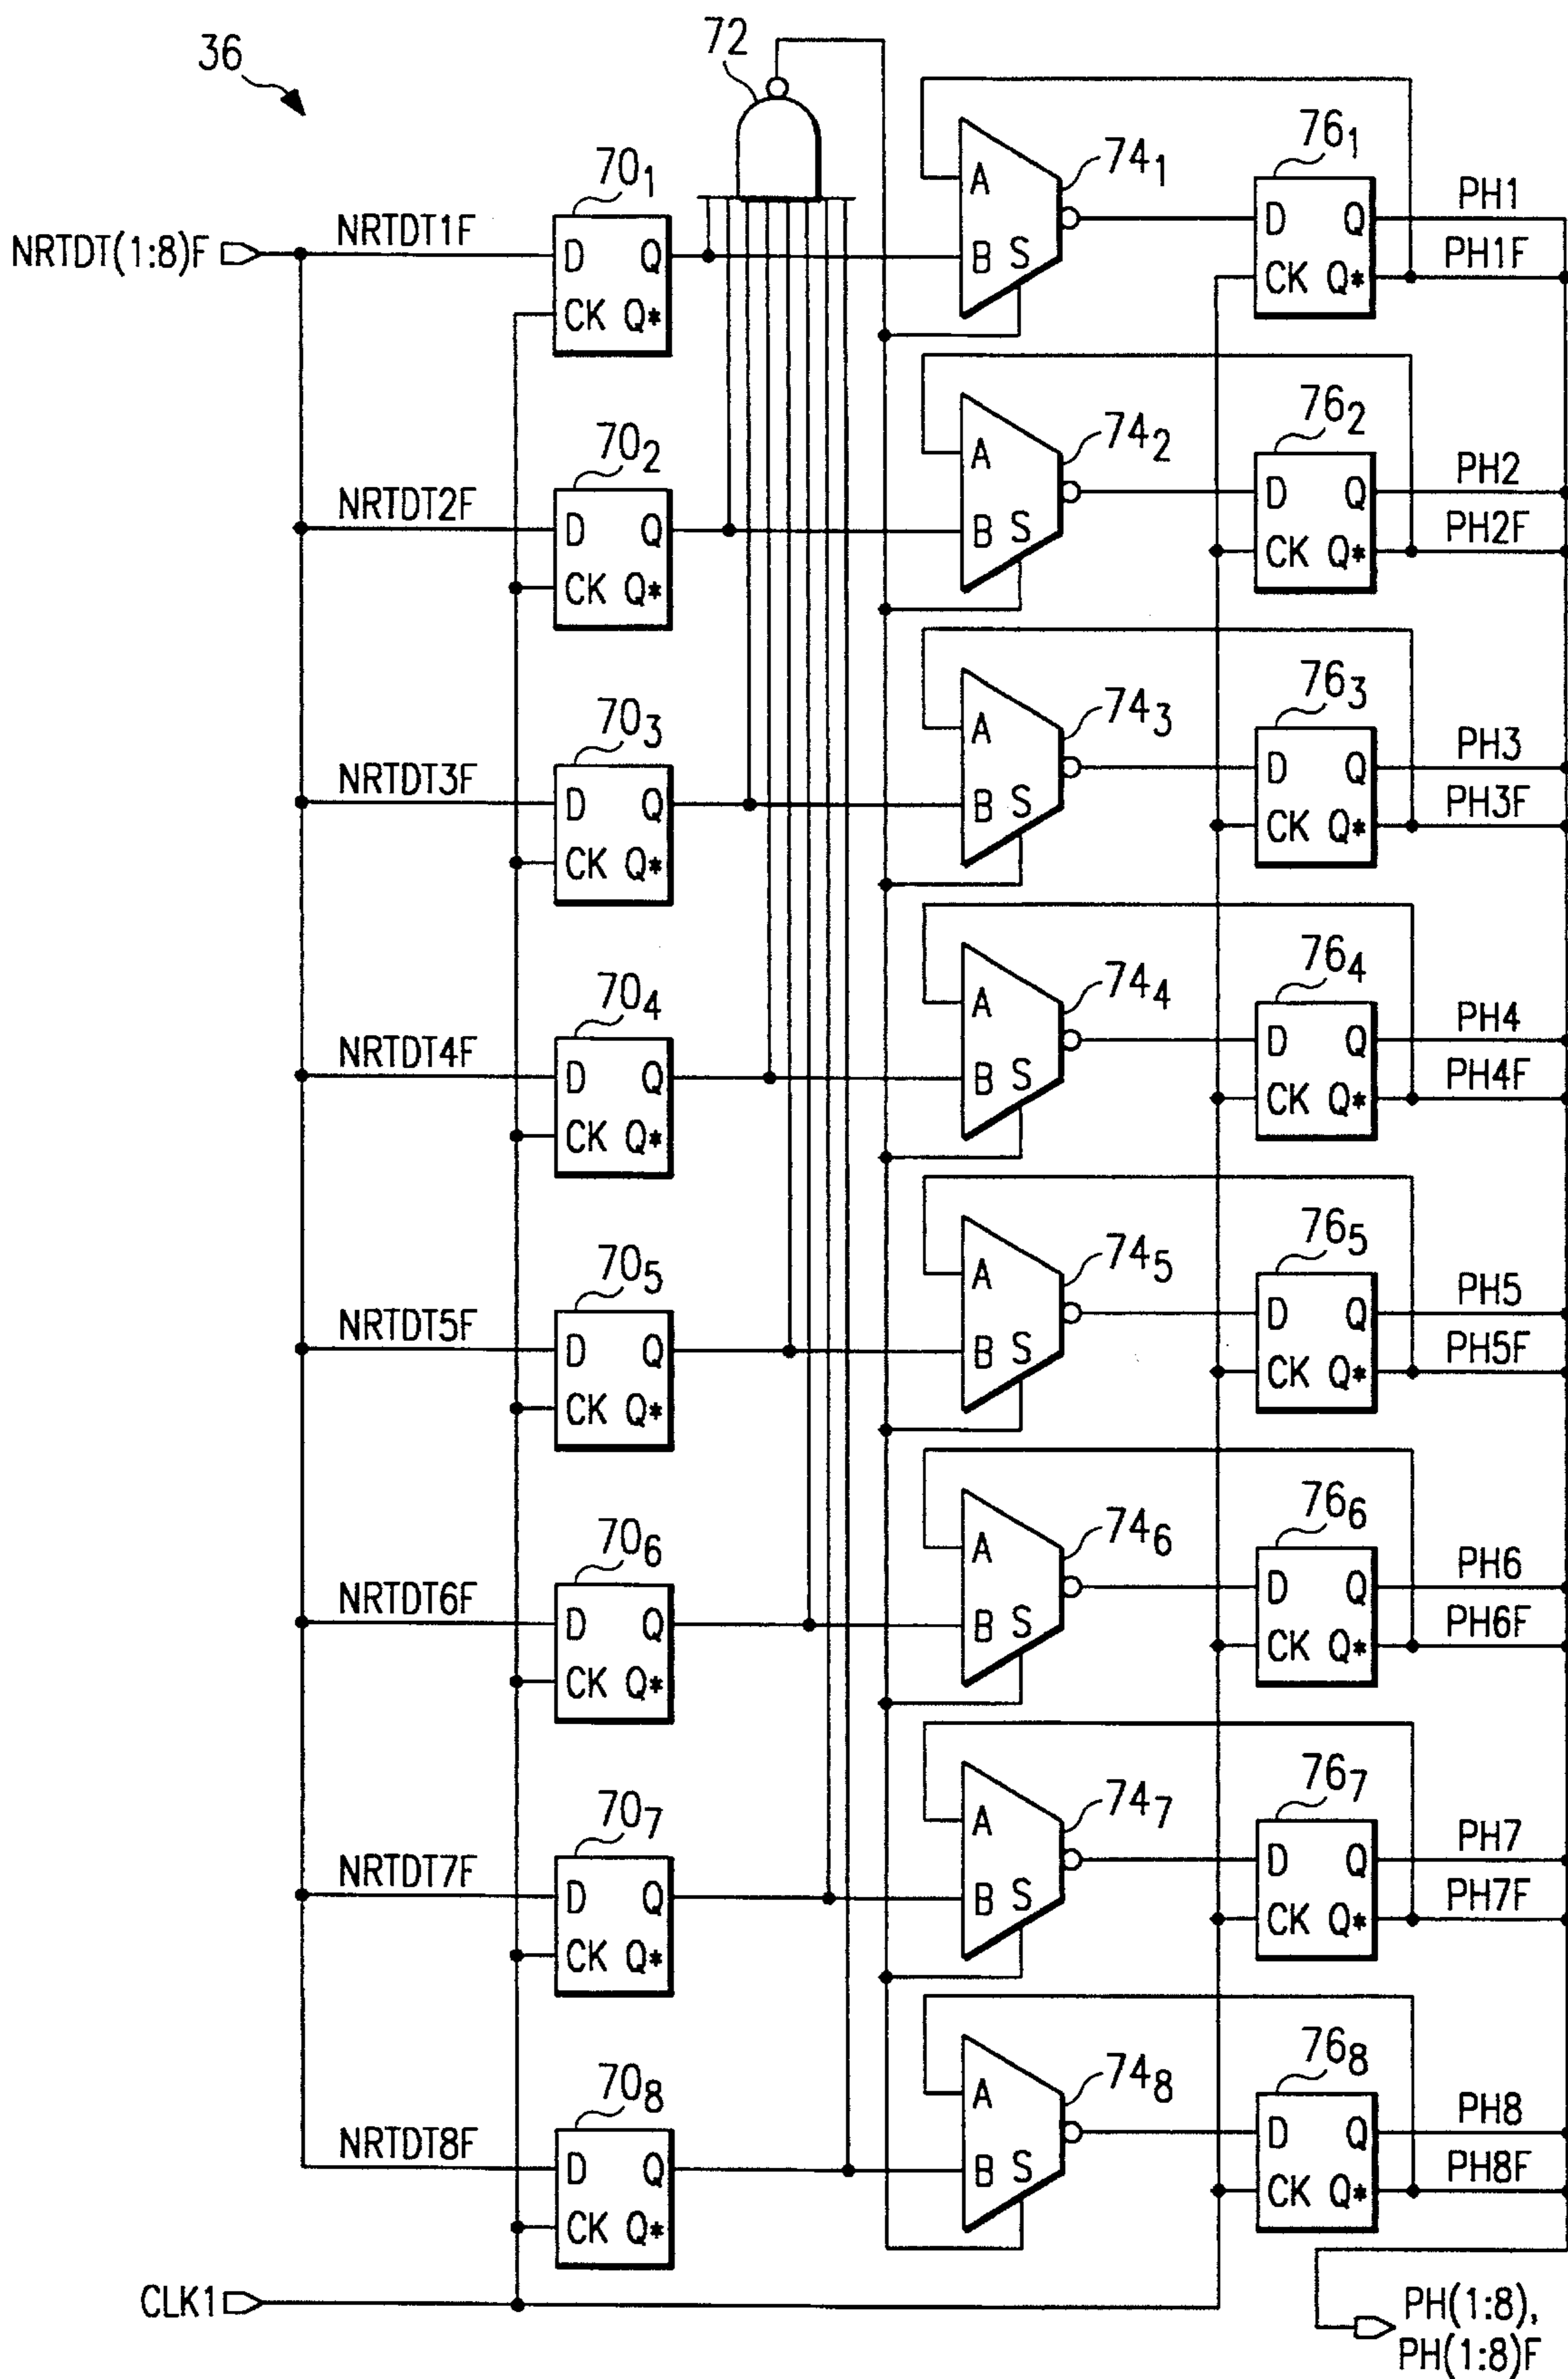 36
72
70₁
74₁
76₁
NRTDT(1:8)F
NRTDT1F
D Q
CK Q*
A
B S
D Q
CK Q*
PH1
PH1F
70₂
74₂
76₂
NRTDT2F
D Q
CK Q*
A
B S
D Q
CK Q*
PH2
PH2F
70₃
74₃
76₃
NRTDT3F
D Q
CK Q*
A
B S
D Q
CK Q*
PH3
PH3F
70₄
74₄
76₄
NRTDT4F
D Q
CK Q*
A
B S
D Q
CK Q*
PH4
PH4F
70₅
74₅
76₅
NRTDT5F
D Q
CK Q*
A
B S
D Q
CK Q*
PH5
PH5F
70₆
74₆
76₆
NRTDT6F
D Q
CK Q*
A
B S
D Q
CK Q*
PH6
PH6F
70₇
74₇
76₇
NRTDT7F
D Q
CK Q*
A
B S
D Q
CK Q*
PH7
PH7F
70₈
74₈
76₈
NRTDT8F
D Q
CK Q*
A
B S
D Q
CK Q*
PH8
PH8F
CLK1
PH(1:8),
PH(1:8)F